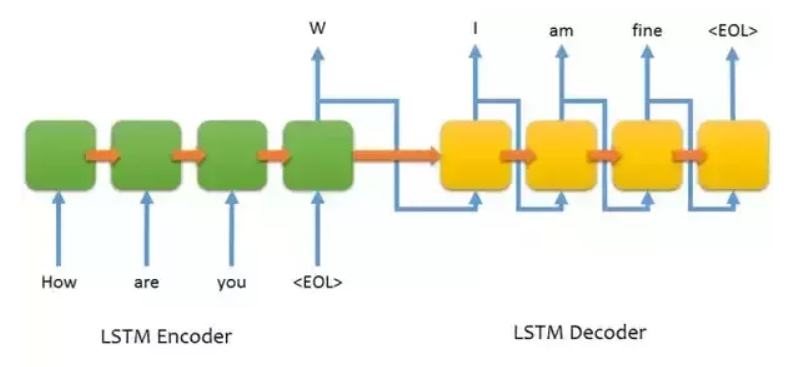 W I am fine <EOL>
How are you <EOL>
LSTM Encoder LSTM Decoder